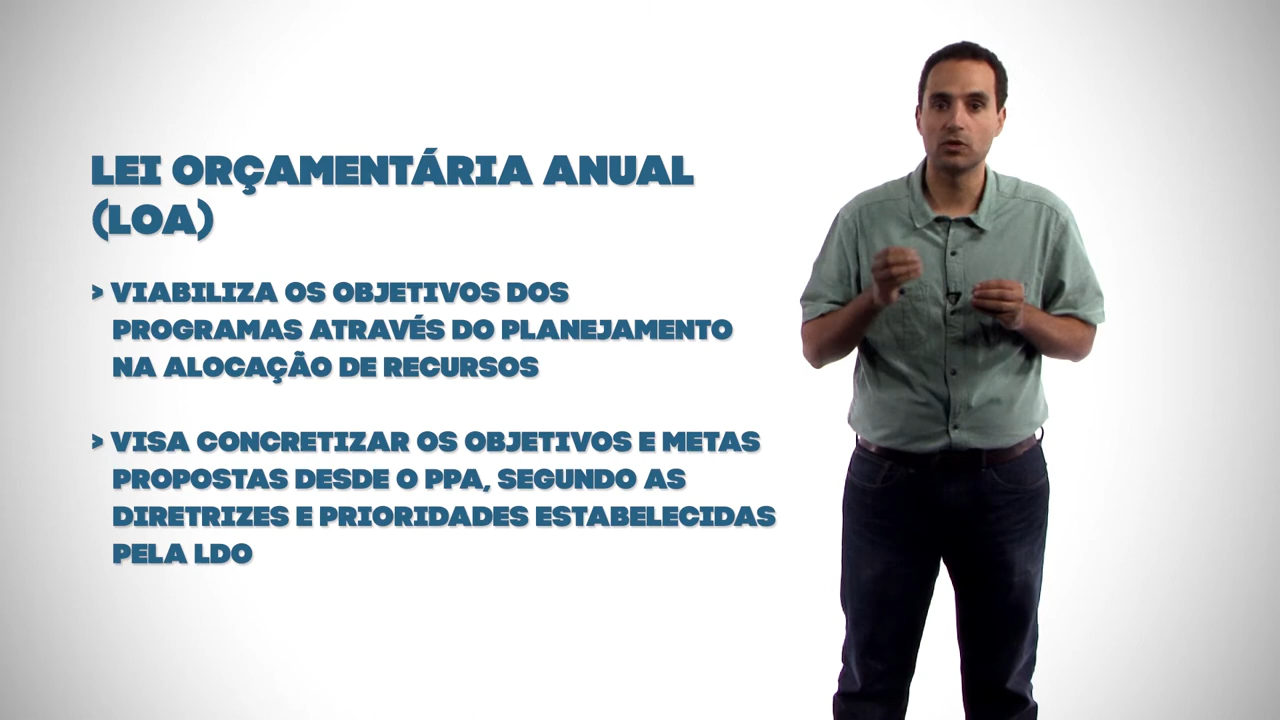 LEI ORÇAMENTÁRIA ANUAL
(LOA)
> VIABILIZA OS OBJETIVOS DOS
PROGRAMAS ATRAVÉS DO PLANEJAMENTO
NA ALOCAÇÃO DE RECURSOS
> VISA CONCRETIZAR OS OBJETIVOS E METAS
PROPOSTAS DESDE O PPA, SEGUNDO AS
DIRETRIZES E PRIORIDADES ESTABELECIDAS
PELA LDO